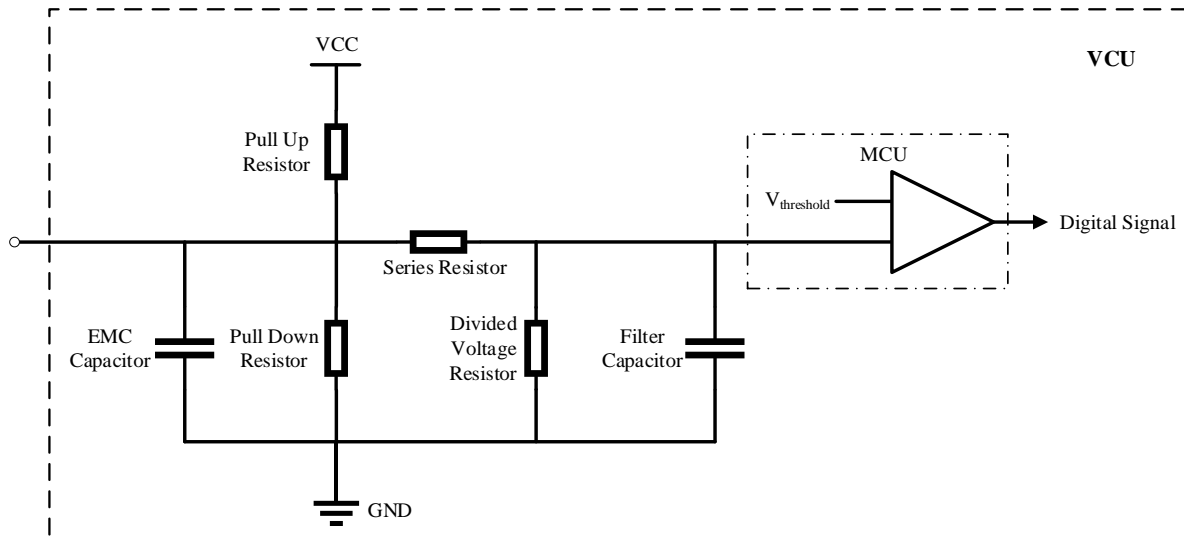 VCC
VCU
Pull Up
Resistor
MCU
Vthreshold
Digital Signal
Series Resistor
EMC
Capacitor
Pull Down
Resistor
Divided
Voltage
Resistor
Filter
Capacitor
GND